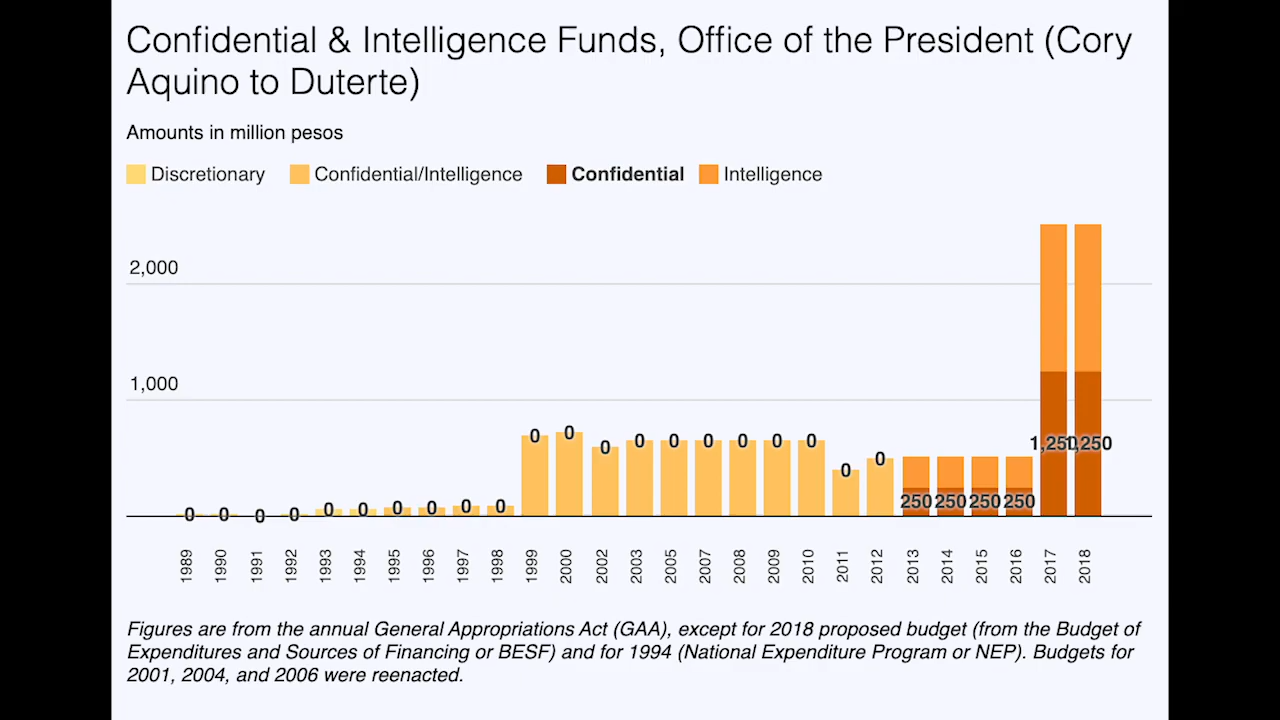 Confidential & Intelligence Funds, Office of the President (Cory
Aquino to Duterte)
Amounts in million pesos
Discretionary Confidential/Intelligence Confidential Intelligence
2,000
1,000
0 0 0 0 0 0 0 0 0 0 0 0 0 0 0 0 0 0 0 0 0 250 250 250 250 1,250 1,250
1989 1990 1991 1992 1993 1994 1995 1996 1997 1998 1999 2000 2002 2003 2005 2007 2008 2009 2010 2011 2012 2013 2014 2015 2016 2017 2018
Figures are from the annual General Appropriations Act (GAA), except for 2018 proposed budget (from the Budget of
Expenditures and Sources of Financing or BESF) and for 1994 (National Expenditure Program or NEP). Budgets for
2001, 2004, and 2006 were reenacted.